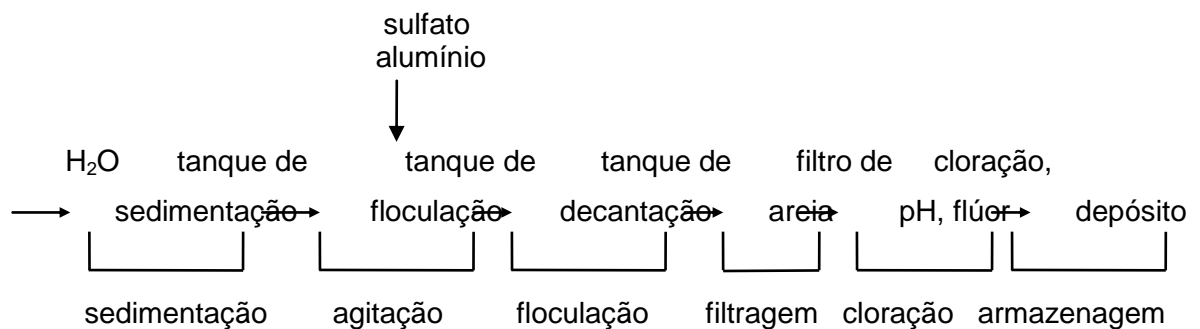 sulfato
alumínio
H₂O tanque de tanque de tanque de filtro de cloração,
sedimentação floculação decantação areia pH, flúor depósito
sedimentação agitação floculação filtragem cloração armazenagem